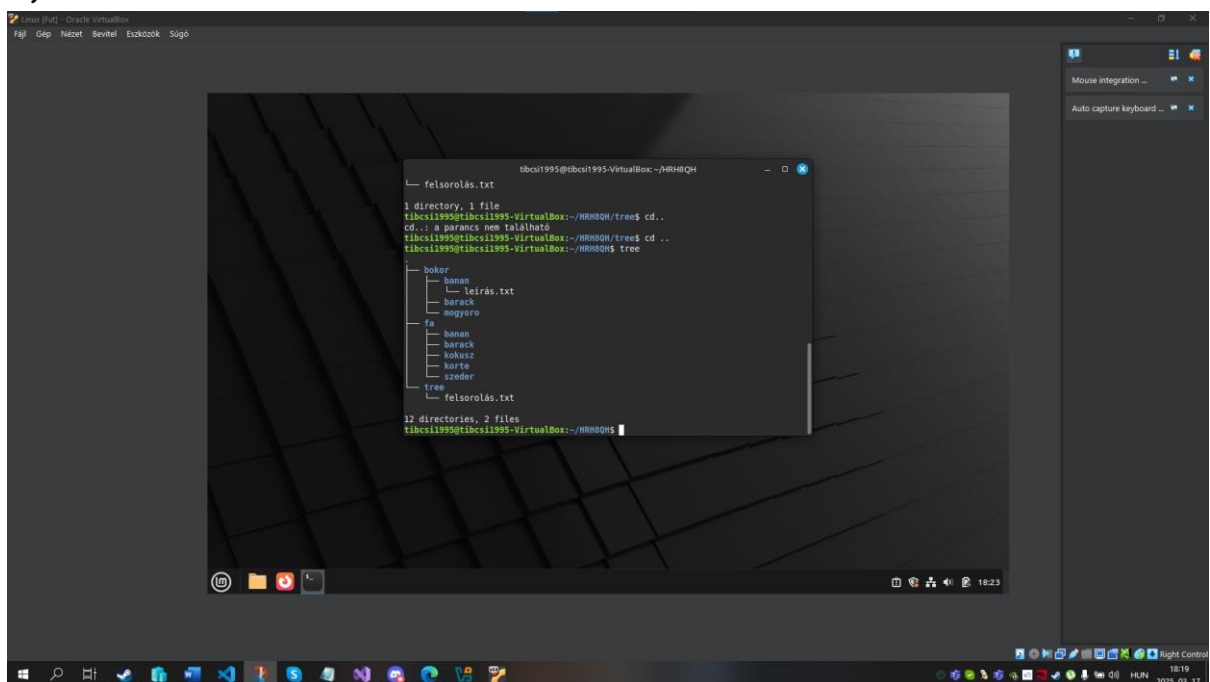 Linux [Fut] - Oracle VirtualBox
Fájl Gép Nézet Bevitel Eszközök Súgó
Mouse integration ...
Auto capture keyboard ...
tibcsi1995@tibcsi1995-VirtualBox: ~/HRH8QH
└── felsorolás.txt
1 directory, 1 file
tibcsi1995@tibcsi1995-VirtualBox:~/HRH8QH/tree$ cd..
cd..: a parancs nem található
tibcsi1995@tibcsi1995-VirtualBox:~/HRH8QH/tree$ cd ..
tibcsi1995@tibcsi1995-VirtualBox:~/HRH8QH$ tree
.
├── bokor
│   ├── banan
│   │   └── leírás.txt
│   ├── barack
│   └── mogyoro
├── fa
│   ├── banan
│   ├── barack
│   ├── kokusz
│   ├── korte
│   └── szeder
└── tree
    └── felsorolás.txt
12 directories, 2 files
tibcsi1995@tibcsi1995-VirtualBox:~/HRH8QH$
18:23
Right Control
HUN
18:19
2025. 03. 17.